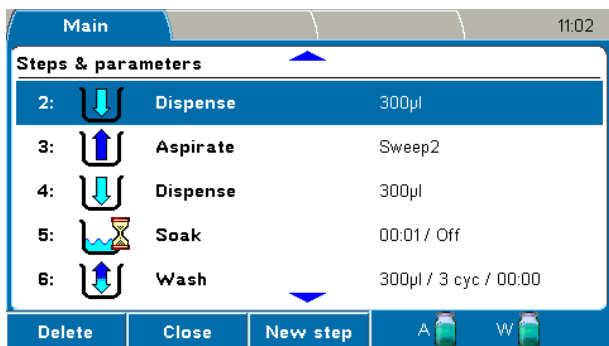 Main 11:02
Steps & parameters
2: Dispense 300µl
3: Aspirate Sweep2
4: Dispense 300µl
5: Soak 00:01 / Off
6: Wash 300µl / 3 cyc / 00:00
Delete Close New step A W